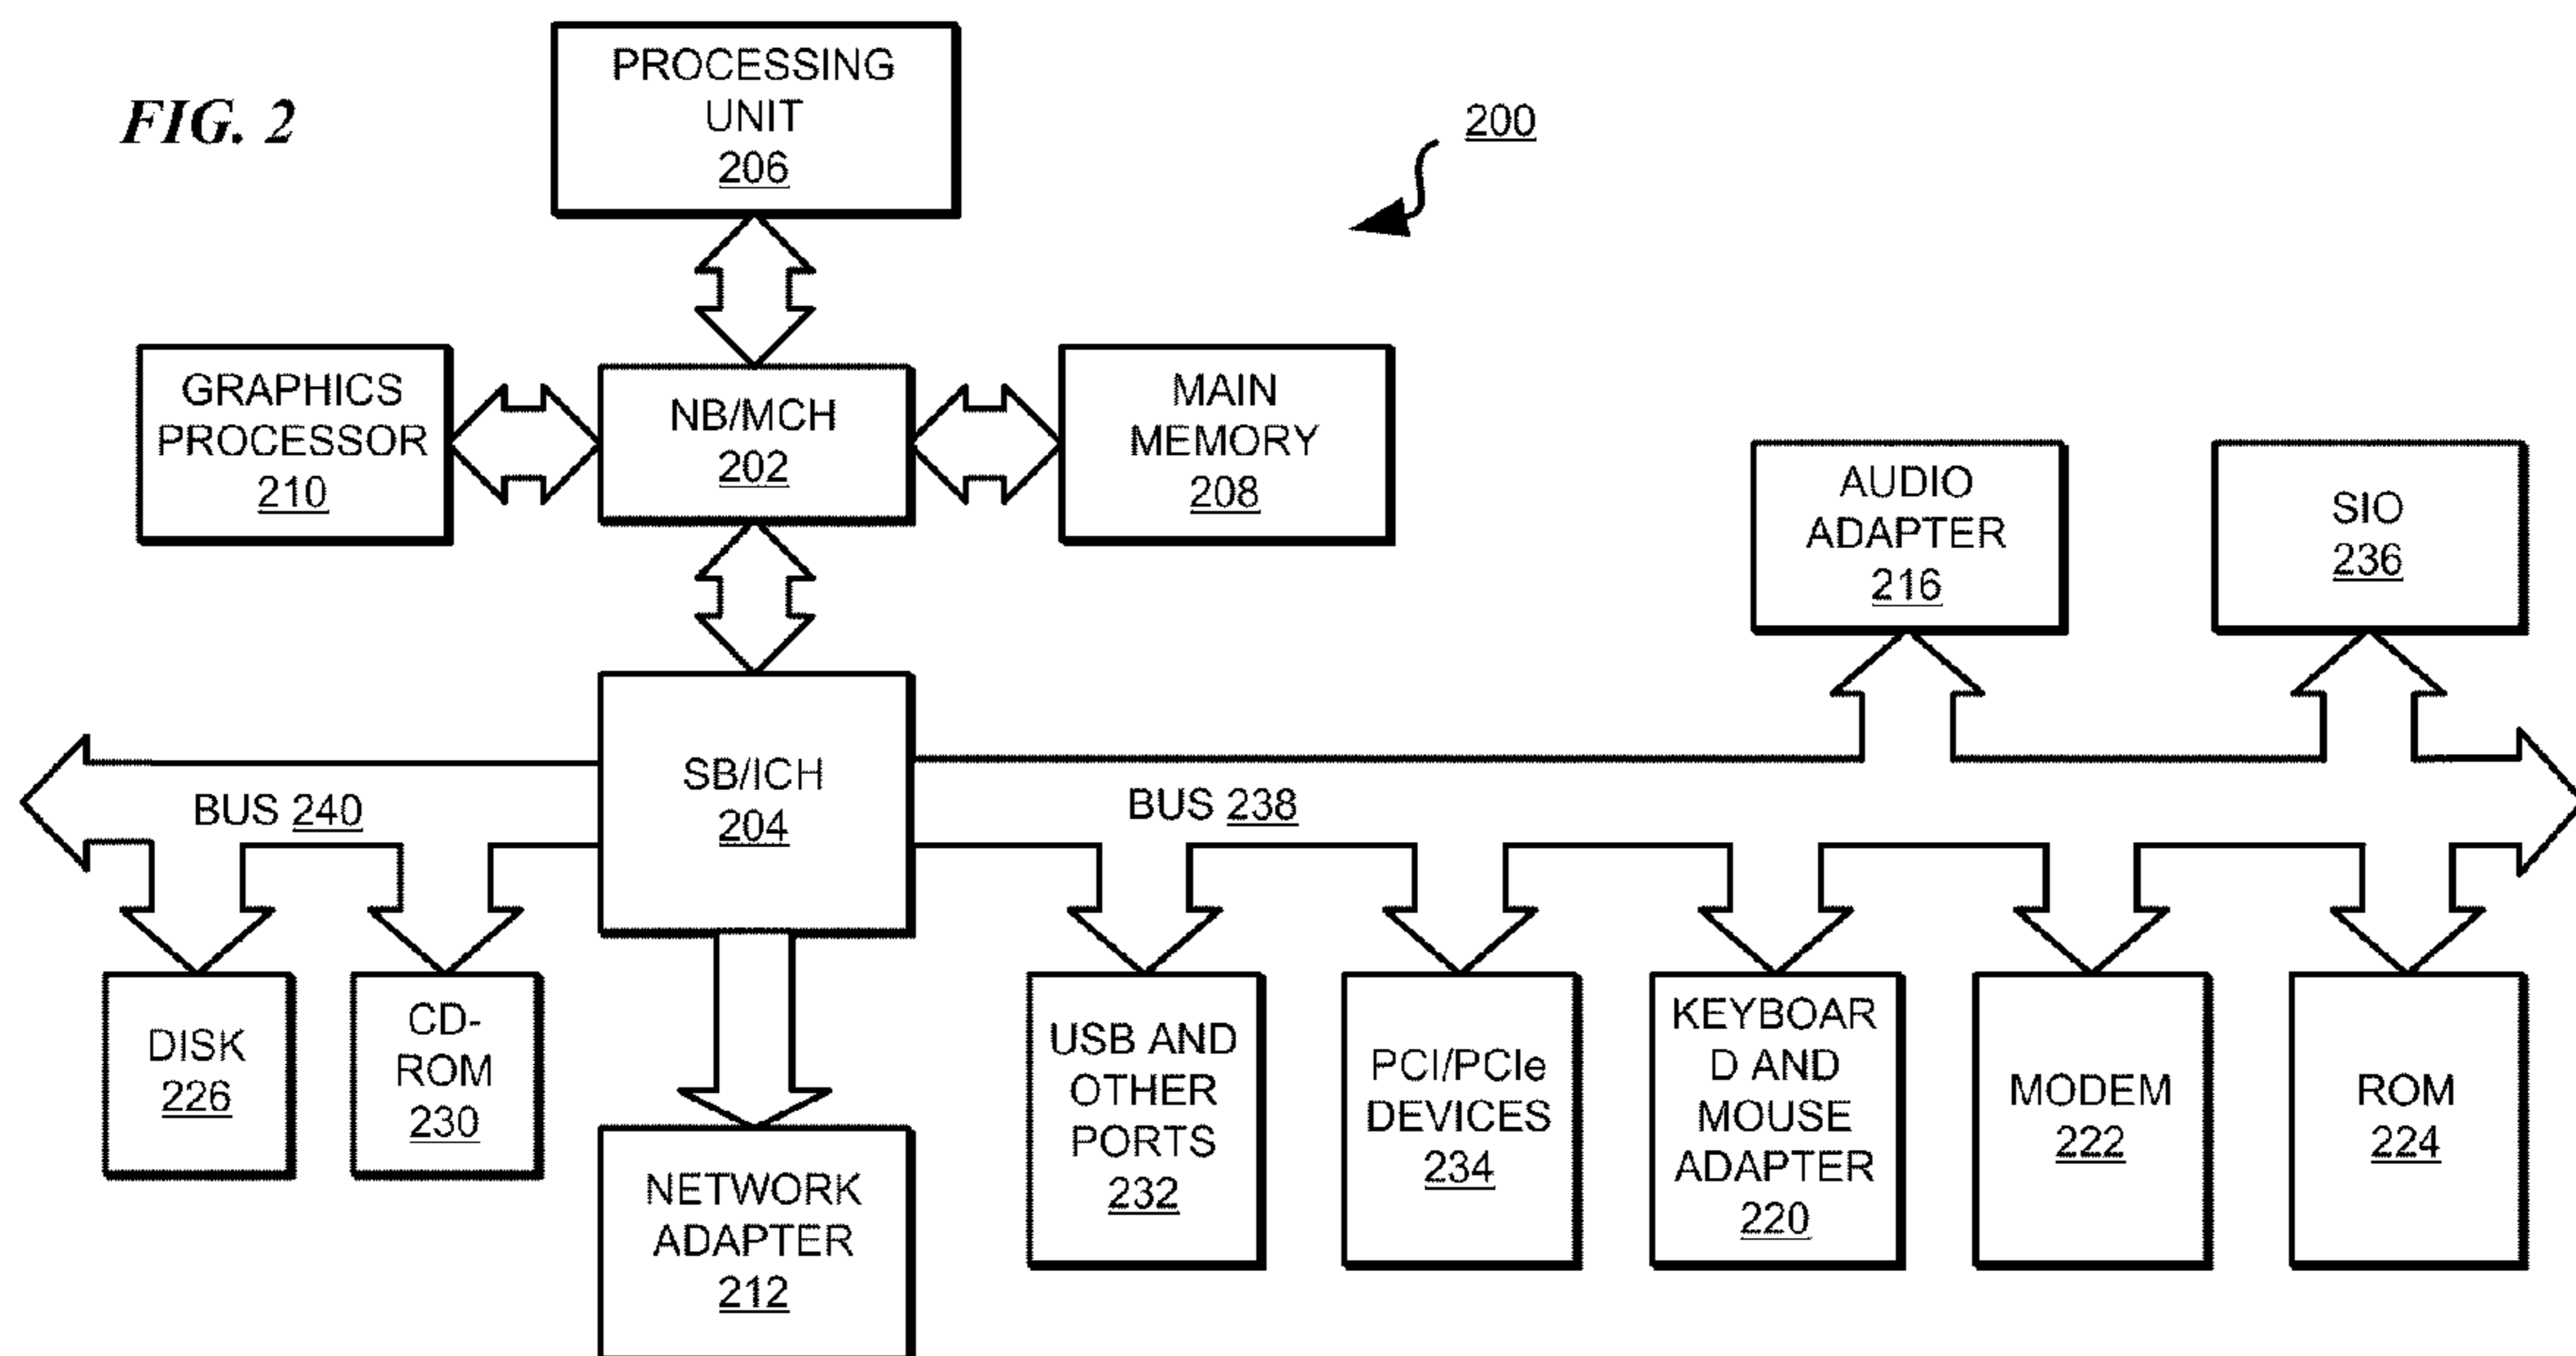 FIG. 2
PROCESSING
UNIT
206
200
GRAPHICS
PROCESSOR
210
NB/MCH
202
MAIN
MEMORY
208
AUDIO
ADAPTER
216
SIO
236
SB/ICH
204
BUS 240
BUS 238
DISK
226
CD-
ROM
230
NETWORK
ADAPTER
212
USB AND
OTHER
PORTS
232
PCI/PCIe
DEVICES
234
KEYBOAR
D AND
MOUSE
ADAPTER
220
MODEM
222
ROM
224